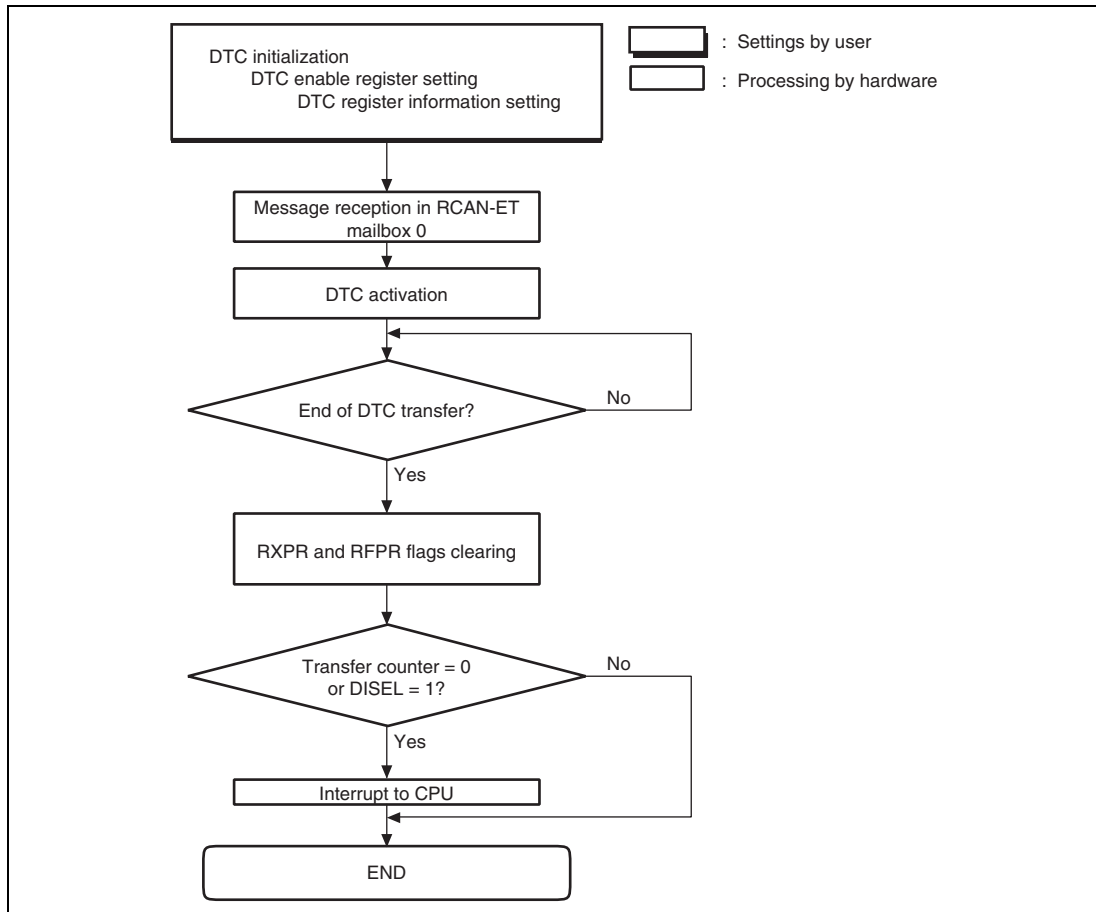 DTC initialization
DTC enable register setting
DTC register information setting
: Settings by user
: Processing by hardware
Message reception in RCAN-ET
mailbox 0
DTC activation
End of DTC transfer?
No
Yes
RXPR and RFPR flags clearing
Transfer counter = 0
or DISEL = 1?
No
Yes
Interrupt to CPU
END